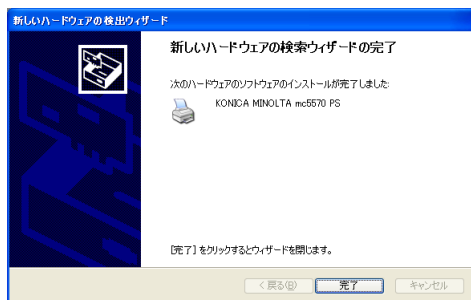 新しいハードウェアの検出ウィザード
新しいハードウェアの検索ウィザードの完了
次のハードウェアのソフトウェアのインストールが完了しました:
KONICA MINOLTA mc5570 PS
[完了] をクリックするとウィザードを閉じます。
< 戻る(B) 完了 キャンセル